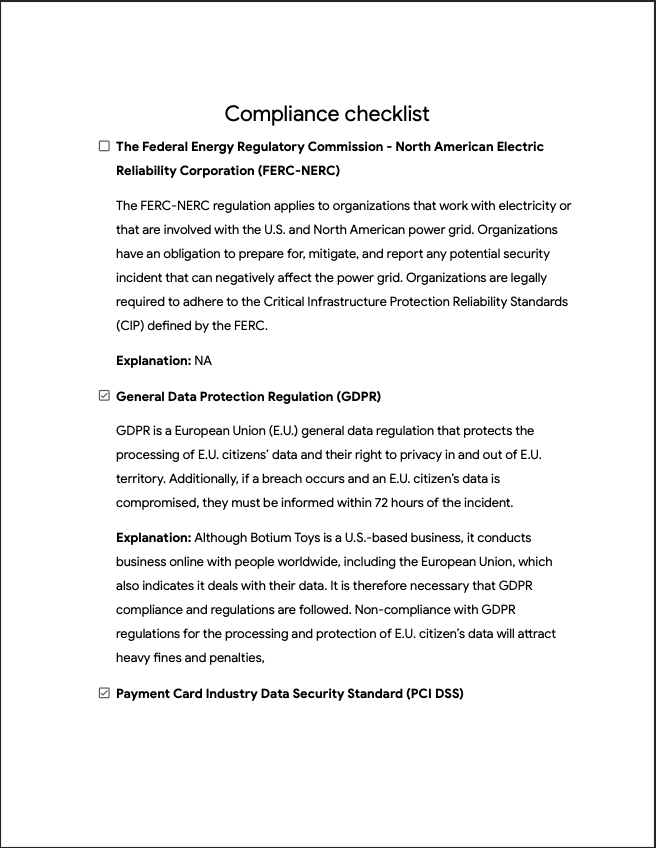 Compliance checklist
The Federal Energy Regulatory Commission - North American Electric
Reliability Corporation (FERC-NERC)
The FERC-NERC regulation applies to organizations that work with electricity or
that are involved with the U.S. and North American power grid. Organizations
have an obligation to prepare for, mitigate, and report any potential security
incident that can negatively affect the power grid. Organizations are legally
required to adhere to the Critical Infrastructure Protection Reliability Standards
(CIP) defined by the FERC.
Explanation: NA
General Data Protection Regulation (GDPR)
GDPR is a European Union (E.U.) general data regulation that protects the
processing of E.U. citizens’ data and their right to privacy in and out of E.U.
territory. Additionally, if a breach occurs and an E.U. citizen’s data is
compromised, they must be informed within 72 hours of the incident.
Explanation: Although Botium Toys is a U.S.-based business, it conducts
business online with people worldwide, including the European Union, which
also indicates it deals with their data. It is therefore necessary that GDPR
compliance and regulations are followed. Non-compliance with GDPR
regulations for the processing and protection of E.U. citizen’s data will attract
heavy fines and penalties,
Payment Card Industry Data Security Standard (PCI DSS)